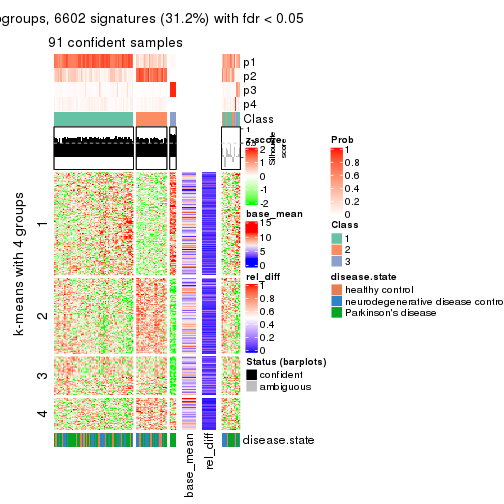 groups, 6602 signatures (31.2%) with fdr < 0.05
91 confident samples
p1
p2
p3
p4
Class
1
Silhouette
score
z-score
2
1
0
-1
-2
base_mean
15
10
5
0
rel_diff
1
0.8
0.6
0.4
0.2
0
Status (barplots)
confident
ambiguous
Prob
1
0.8
0.6
0.4
0.2
0
Class
1
2
3
disease.state
healthy control
neurodegenerative disease contro
Parkinson's disease
k-means with 4 groups
1
2
3
4
disease.state
base_mean
rel_diff